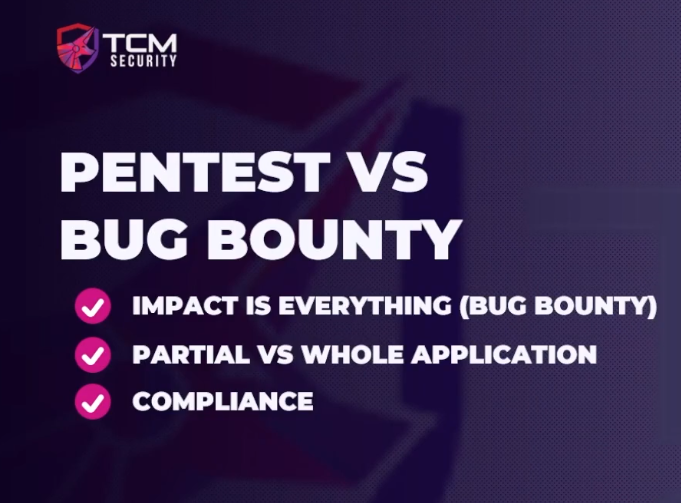 TCM
SECURITY
PENTEST VS
BUG BOUNTY
IMPACT IS EVERYTHING (BUG BOUNTY)
PARTIAL VS WHOLE APPLICATION
COMPLIANCE